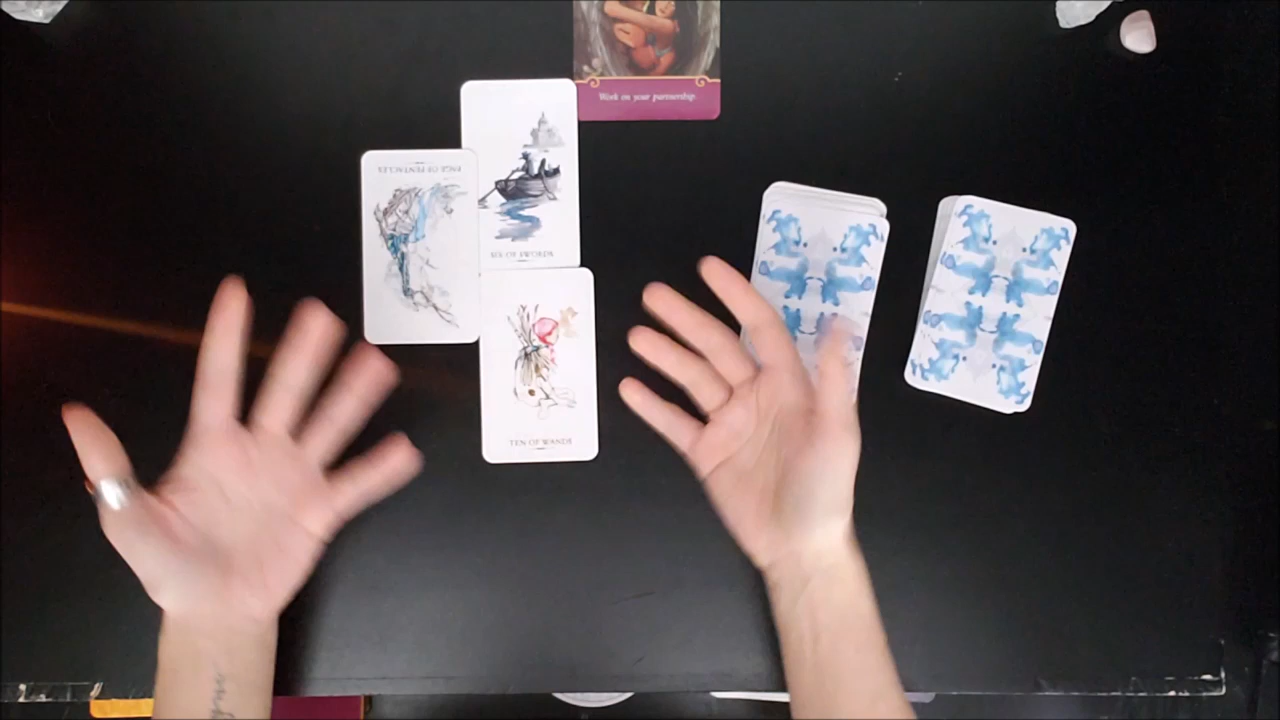 Work on your partnership.
SIX OF SWORDS
PAGE OF PENTACLES
TEN OF WANDS